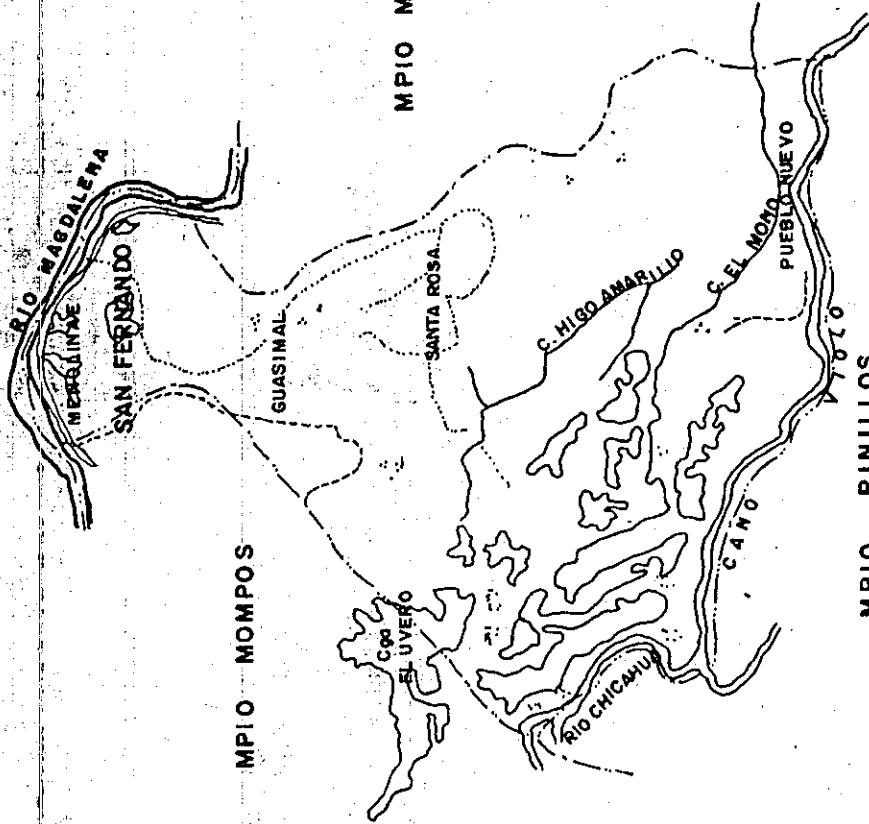 MPIO M
RIO MAGDALENA
SAN FERNANDO
GUASIMAL
SANTA ROSA
C. HIGO AMARILLO
C. EL MOMO
PUEBLO NUEVO
MPIO MOMPOS
Cga
EL UVERO
RIO CHICAHUA
CAÑO
MPIO PINILLOS